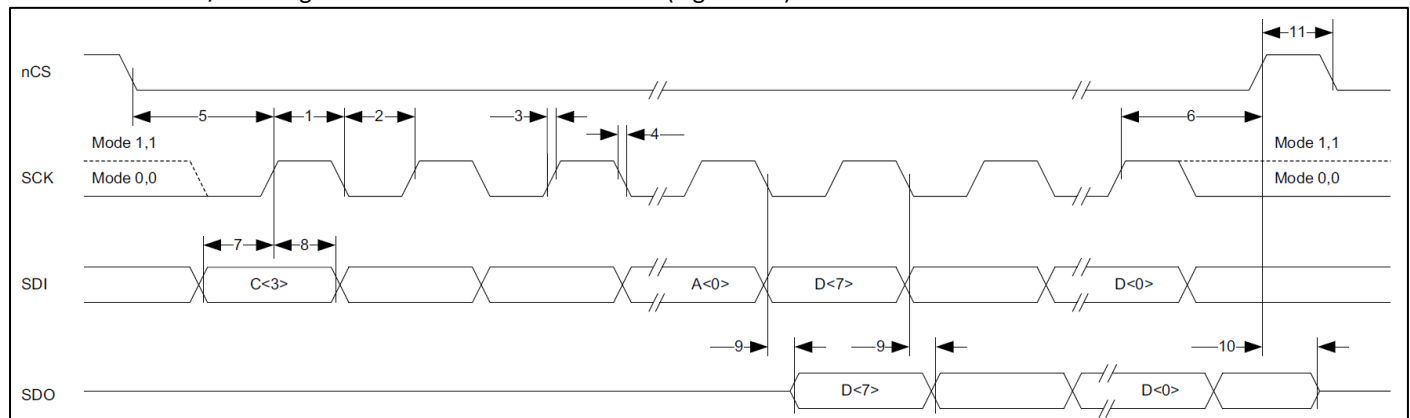 11
nCS
5
1
2
3
4
6
Mode 1,1
Mode 1,1
SCK
Mode 0,0
Mode 0,0
7
8
SDI
C<3>
A<0>
D<7>
D<0>
9
9
10
SDO
D<7>
D<0>